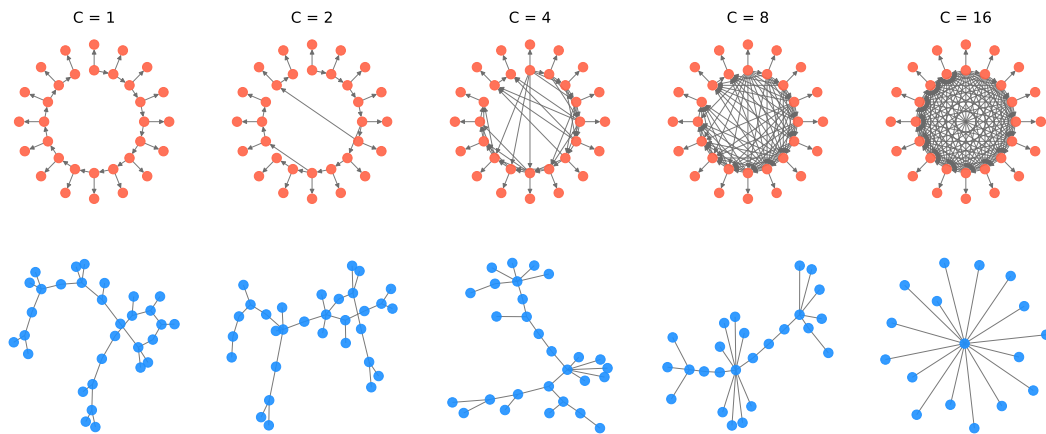 C = 1 C = 2 C = 4 C = 8 C = 16